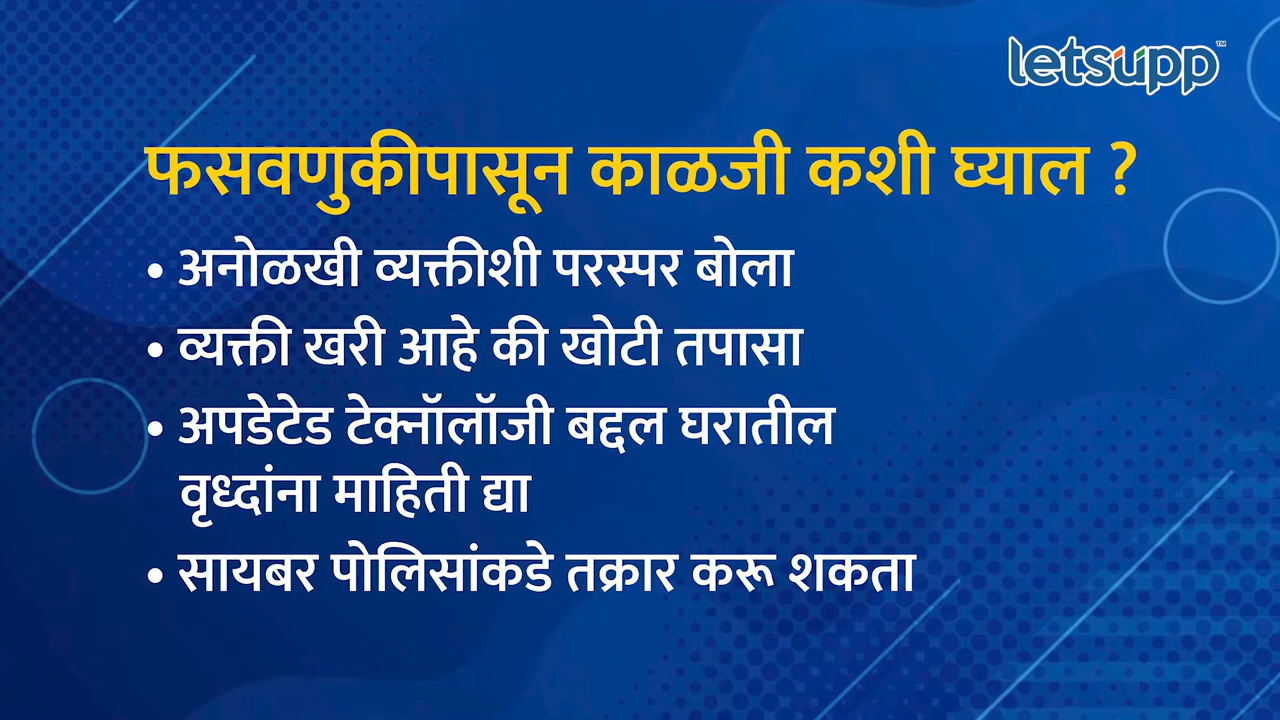 letsupp™
फसवणुकीपासून काळजी कशी घ्याल ?
• अनोळखी व्यक्तीशी परस्पर बोला
• व्यक्ती खरी आहे की खोटी तपासा
• अपडेटेड टेक्नॉलॉजी बद्दल घरातील
वृध्दांना माहिती द्या
• सायबर पोलिसांकडे तक्रार करू शकता